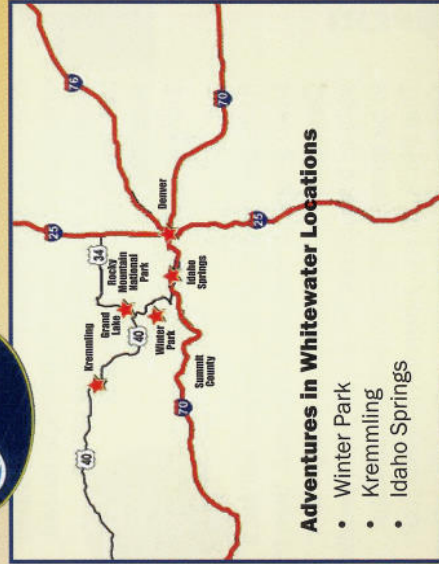 76
25
70
34
Denver
Rocky
Mountain
National
Park
Grand
Lake
Kremmling
40
40
Winter
Park
Idaho
Springs
Summit
County
70
25
Adventures in Whitewater Locations
• Winter Park
• Kremmling
• Idaho Springs